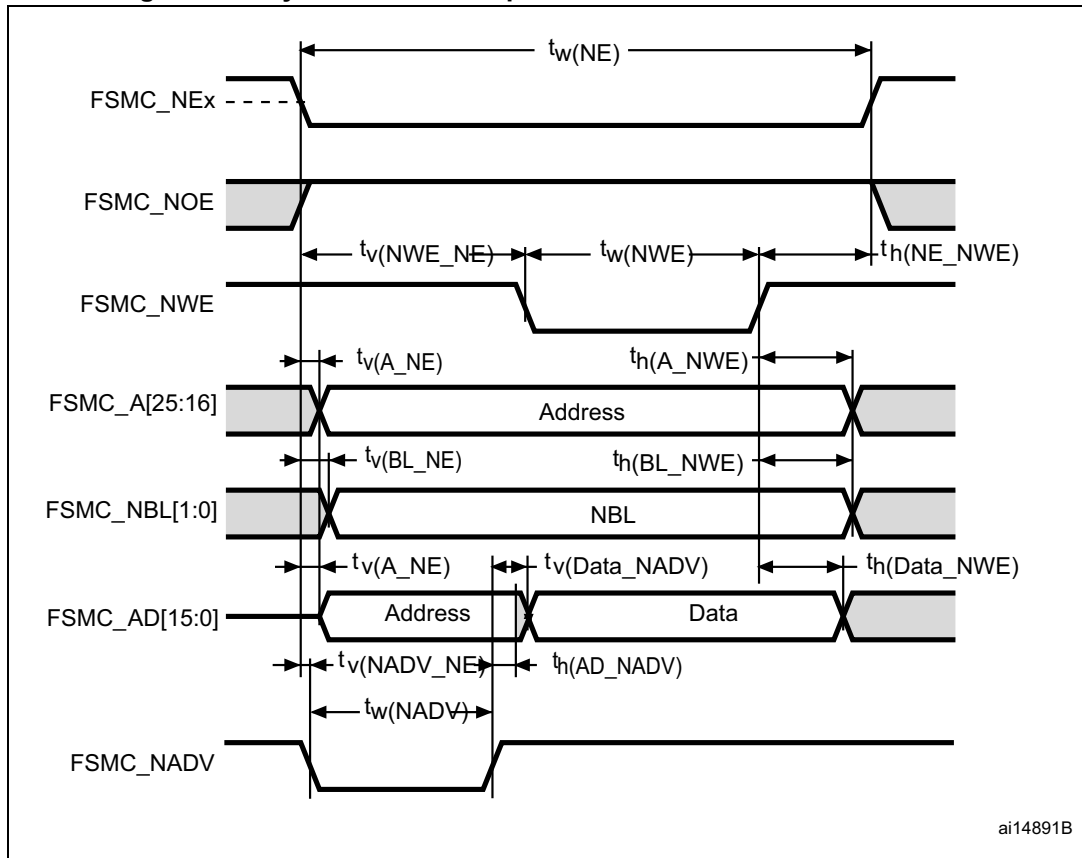 tw(NE)
FSMC_NEx
FSMC_NOE
tv(NWE_NE) tw(NWE) th(NE_NWE)
FSMC_NWE
tv(A_NE) th(A_NWE)
FSMC_A[25:16] Address
tv(BL_NE) th(BL_NWE)
FSMC_NBL[1:0] NBL
tv(A_NE) tv(Data_NADV) th(Data_NWE)
FSMC_AD[15:0] Address Data
tv(NADV_NE) th(AD_NADV)
tw(NADV)
FSMC_NADV
ai14891B